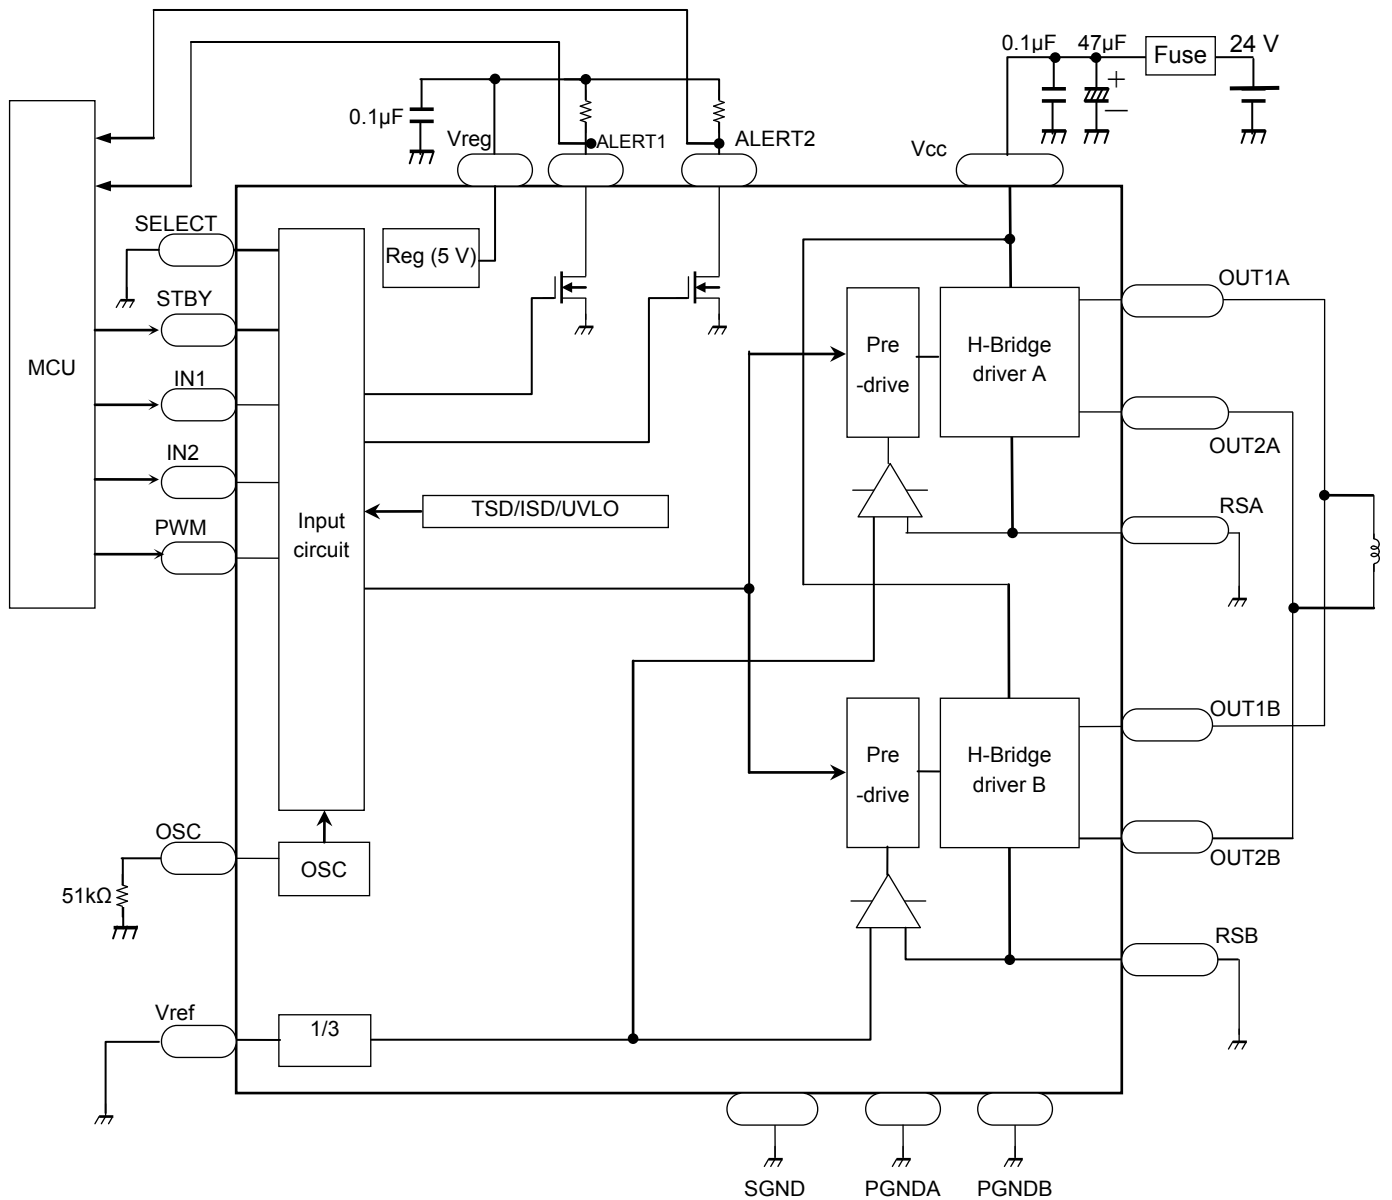 0.1μF
47μF
Fuse
24 V
0.1μF
Vreg
ALERT1
ALERT2
Vcc
SELECT
Reg (5 V)
STBY
OUT1A
MCU
IN1
Pre
-drive
H-Bridge
driver A
OUT2A
IN2
PWM
Input
circuit
TSD/ISD/UVLO
RSA
OUT1B
Pre
-drive
H-Bridge
driver B
OUT2B
OSC
OSC
51kΩ
RSB
Vref
1/3
SGND
PGNDA
PGNDB